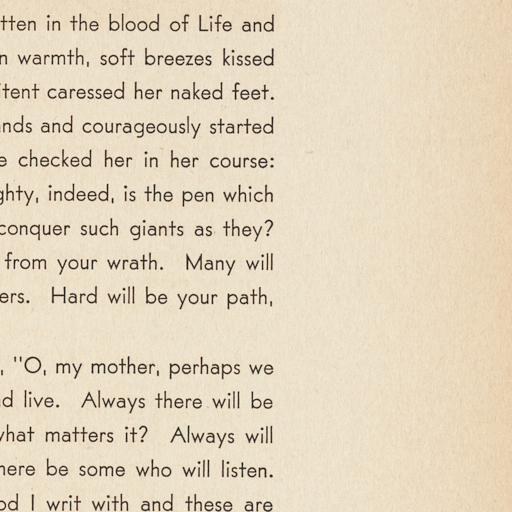 tten in the blood of Life and
n warmth, soft breezes kissed
itent caressed her naked feet.
nds and courageously started
e checked her in her course:
ghty, indeed, is the pen which
conquer such giants as they?
from your wrath. Many will
ers. Hard will be your path,
, "O, my mother, perhaps we
d live. Always there will be
what matters it? Always will
here be some who will listen.
od I writ with and these are